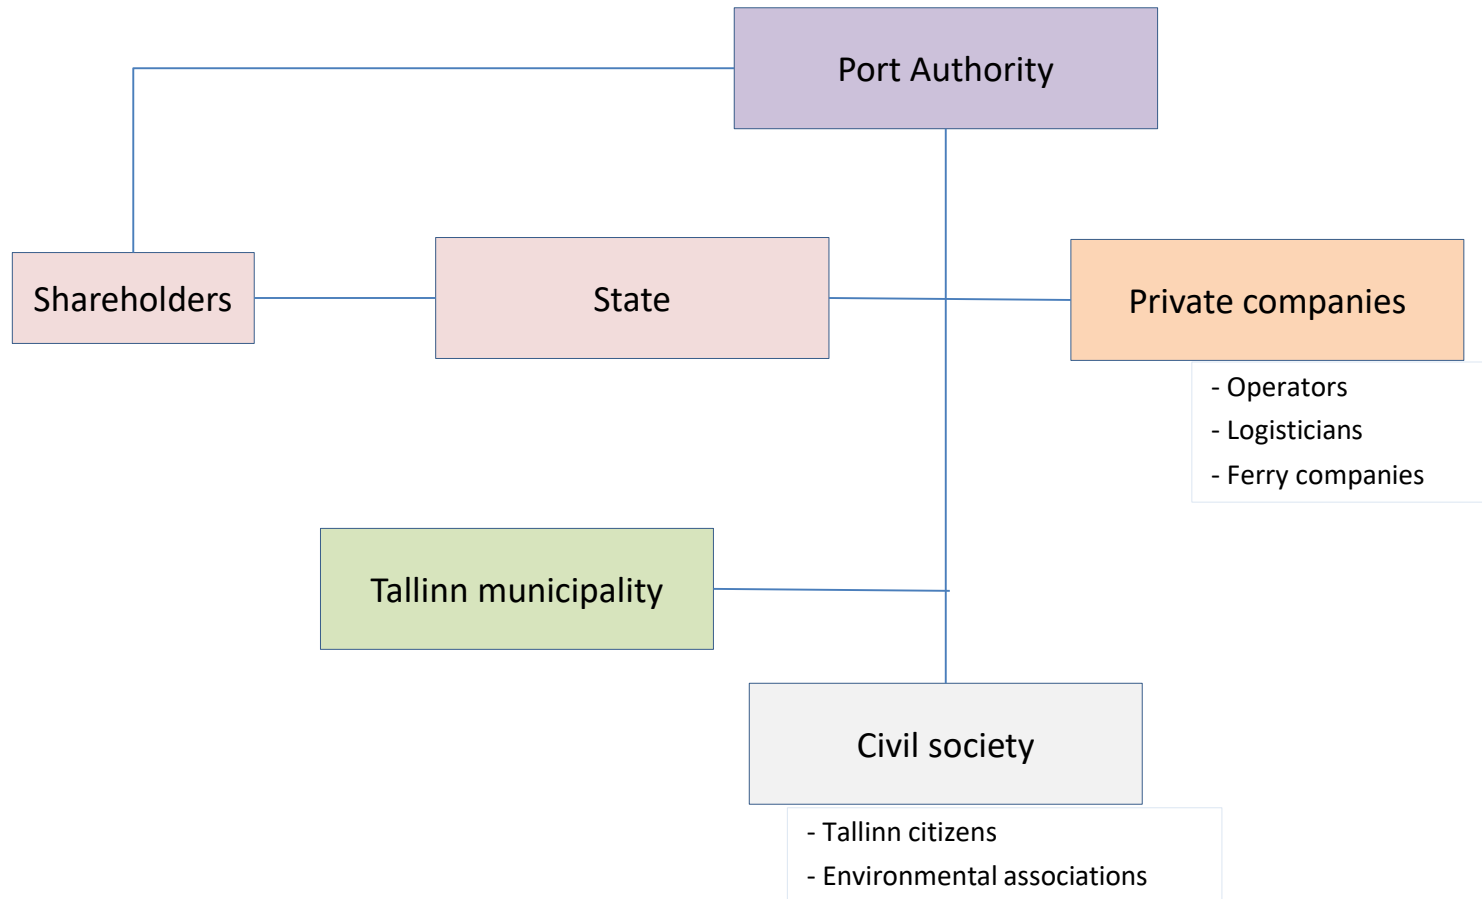 Port Authority
Shareholders
State
Private companies
- Operators
- Logisticians
- Ferry companies
Tallinn municipality
Civil society
- Tallinn citizens
- Environmental associations